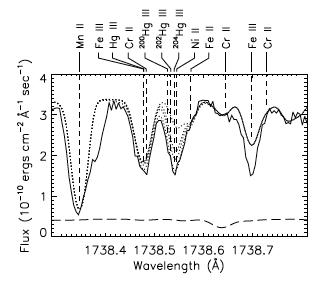 Mn II
Fe III
Hg III
Cr II
²⁰⁰Hg III
²⁰²Hg III
²⁰⁴Hg III
Ni II
Fe II
Cr II
Fe III
Cr II
Flux (10⁻¹⁰ ergs cm⁻² Å⁻¹ sec⁻¹)
4
3
2
1
0
1738.4 1738.5 1738.6 1738.7
Wavelength (Å)